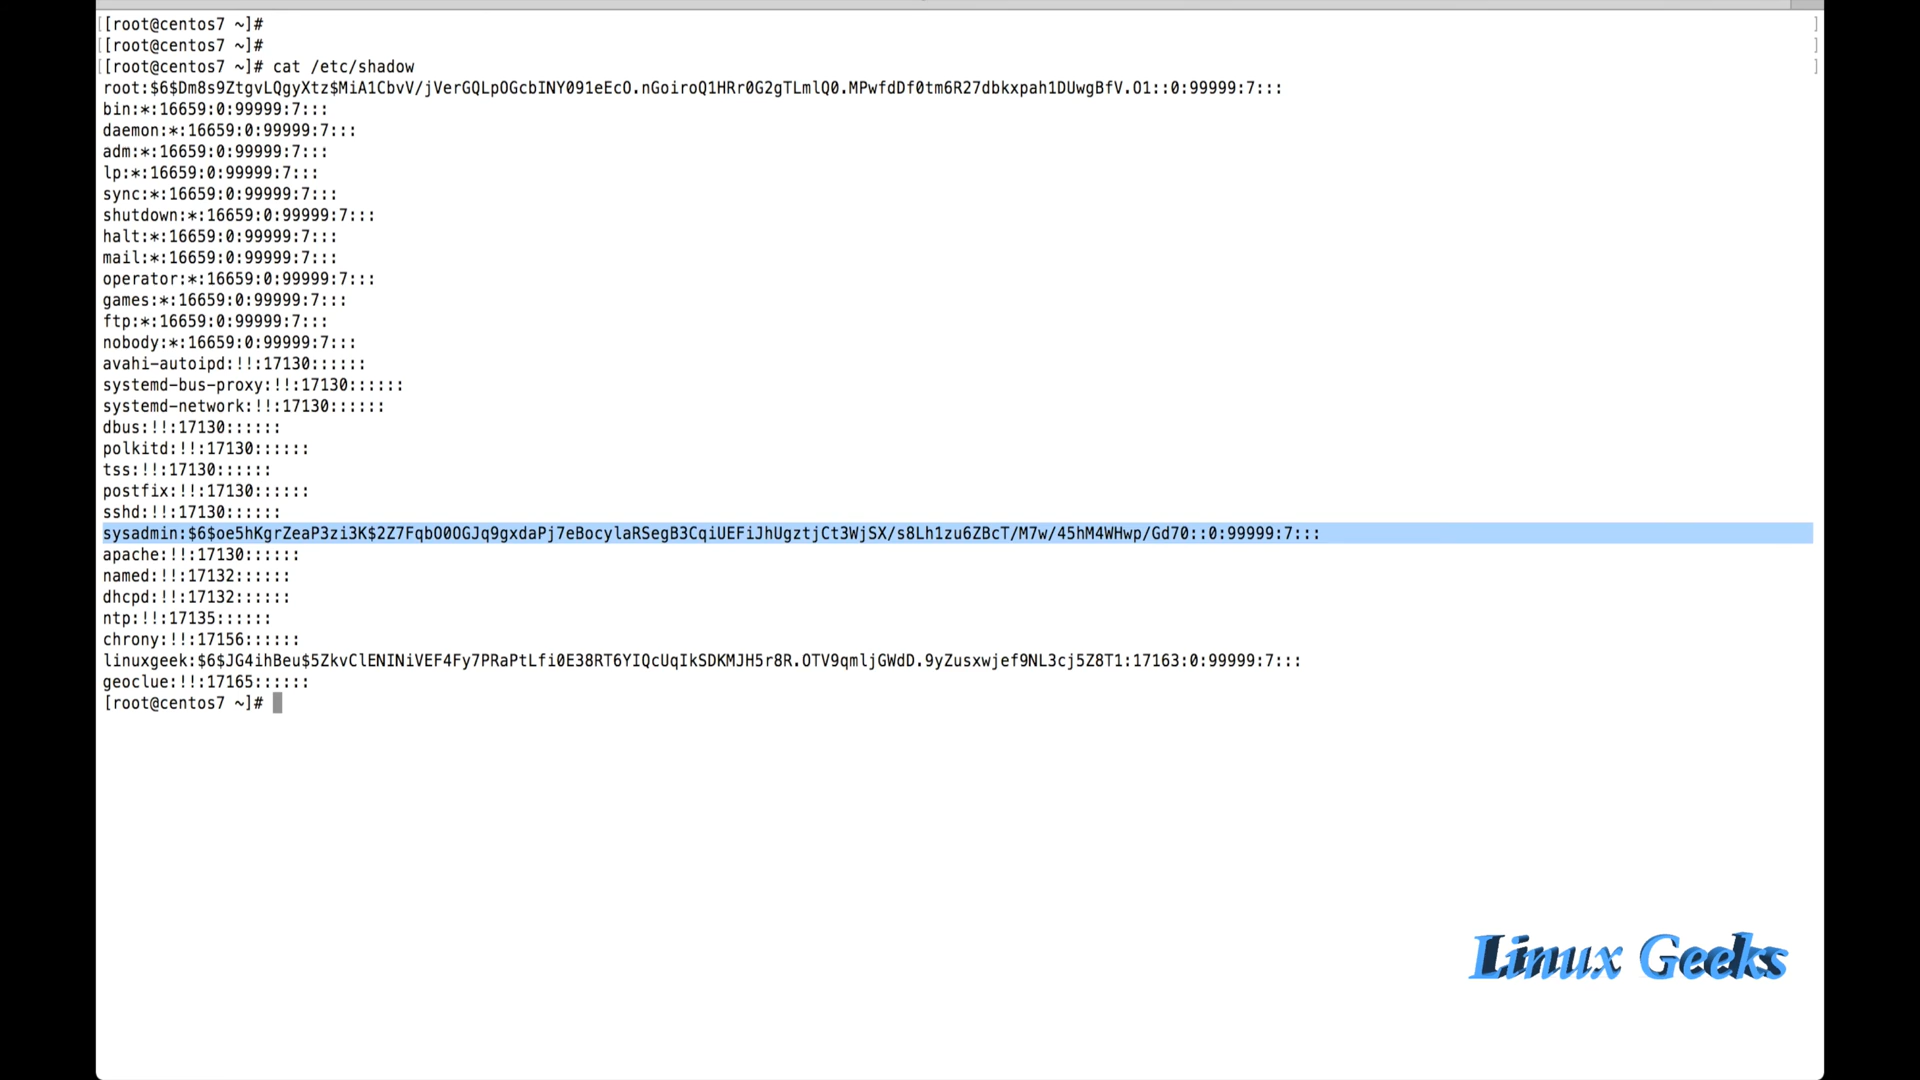 [[root@centos7 ~]# ]
[[root@centos7 ~]# ]
[[root@centos7 ~]# cat /etc/shadow ]
root:$6$Dm8s9ZtgvLQgyXtz$MiA1CbvV/jVerGQLpOGcbINY091eEcO.nGoiroQ1HRr0G2gTLmlQ0.MPwfdDf0tm6R27dbkxpah1DUwgBfV.O1::0:99999:7:::
bin:*:16659:0:99999:7:::
daemon:*:16659:0:99999:7:::
adm:*:16659:0:99999:7:::
lp:*:16659:0:99999:7:::
sync:*:16659:0:99999:7:::
shutdown:*:16659:0:99999:7:::
halt:*:16659:0:99999:7:::
mail:*:16659:0:99999:7:::
operator:*:16659:0:99999:7:::
games:*:16659:0:99999:7:::
ftp:*:16659:0:99999:7:::
nobody:*:16659:0:99999:7:::
avahi-autoipd:!!:17130::::::
systemd-bus-proxy:!!:17130::::::
systemd-network:!!:17130::::::
dbus:!!:17130::::::
polkitd:!!:17130::::::
tss:!!:17130::::::
postfix:!!:17130::::::
sshd:!!:17130::::::
sysadmin:$6$oe5hKgrZeaP3zi3K$2Z7FqbO0OGJq9gxdaPj7eBocylaRSegB3CqiUEFiJhUgztjCt3WjSX/s8Lh1zu6ZBcT/M7w/45hM4WHwp/Gd70::0:99999:7:::
apache:!!:17130::::::
named:!!:17132::::::
dhcpd:!!:17132::::::
ntp:!!:17135::::::
chrony:!!:17156::::::
linuxgeek:$6$JG4ihBeu$5ZkvClENINiVEF4Fy7PRaPtLfi0E38RT6YIQcUqIkSDKMJH5r8R.OTV9qmljGWdD.9yZusxwjef9NL3cj5Z8T1:17163:0:99999:7:::
geoclue:!!:17165::::::
[root@centos7 ~]#
Linux Geeks